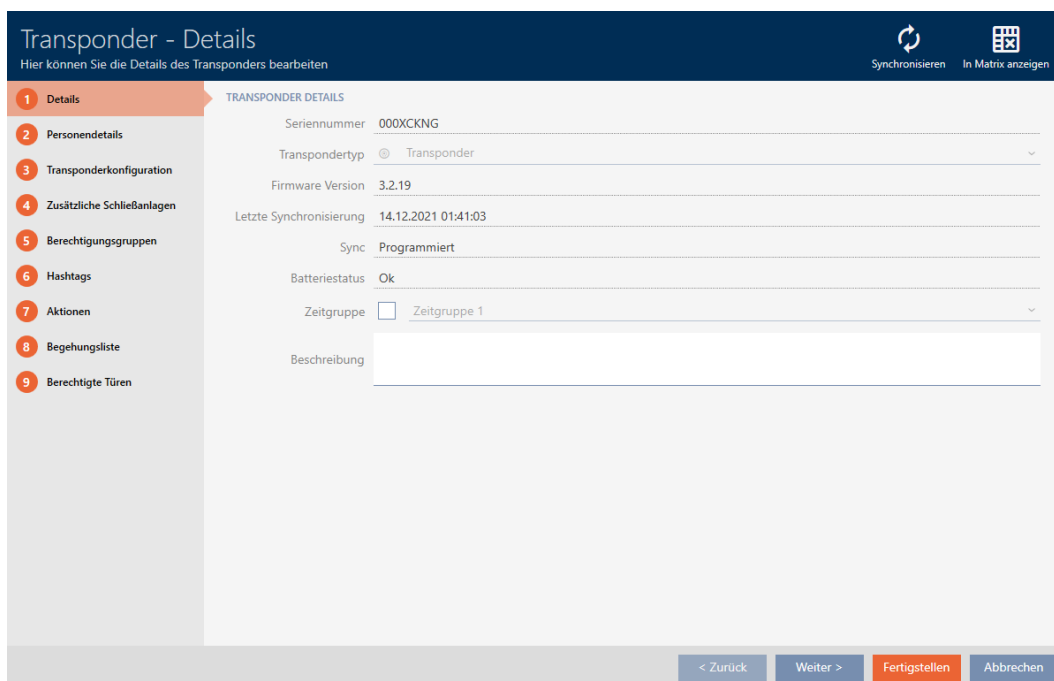 Transponder - Details
Hier können Sie die Details des Transponders bearbeiten
Synchronisieren
In Matrix anzeigen
1 Details
2 Personendetails
3 Transponderkonfiguration
4 Zusätzliche Schließanlagen
5 Berechtigungsgruppen
6 Hashtags
7 Aktionen
8 Begehungsliste
9 Berechtigte Türen
TRANSPONDER DETAILS
Seriennummer 000XCKNG
Transpondertyp Transponder
Firmware Version 3.2.19
Letzte Synchronisierung 14.12.2021 01:41:03
Sync Programmiert
Batteriestatus Ok
Zeitgruppe Zeitgruppe 1
Beschreibung
< Zurück
Weiter >
Fertigstellen
Abbrechen